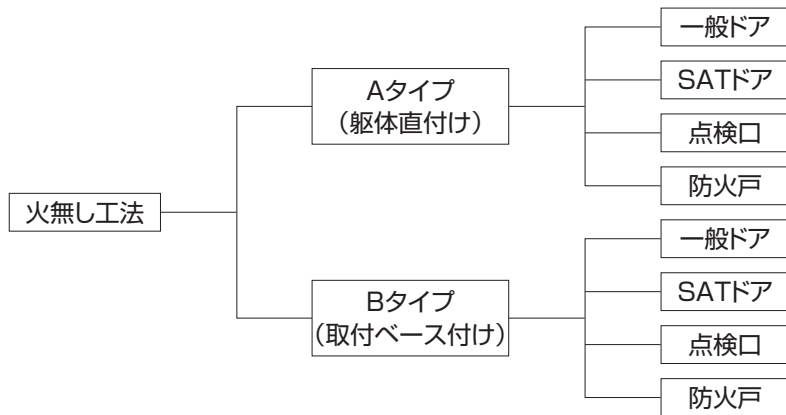 火無し工法
Aタイプ
（躯体直付け）
一般ドア
SATドア
点検口
防火戸
Bタイプ
（取付ベース付け）
一般ドア
SATドア
点検口
防火戸